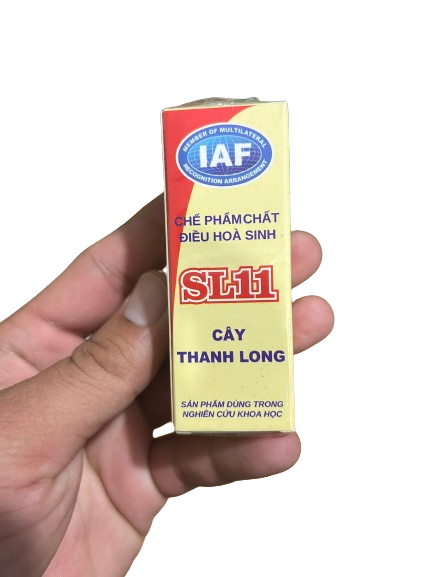 MEMBER OF MULTILATERAL
IAF
RECOGNITION ARRANGEMENT
CHẾ PHẨM CHẤT
ĐIỀU HOÀ SINH
SL11
CÂY
THANH LONG
SẢN PHẨM DÙNG TRONG
NGHIÊN CỨU KHOA HỌC